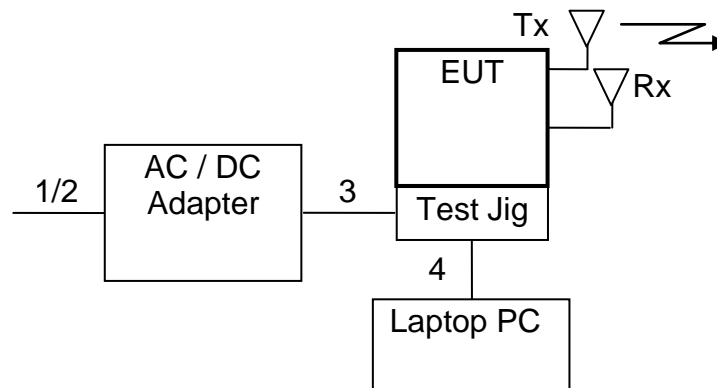 Tx
EUT
Rx
AC / DC
Adapter
1/2
3
Test Jig
4
Laptop PC